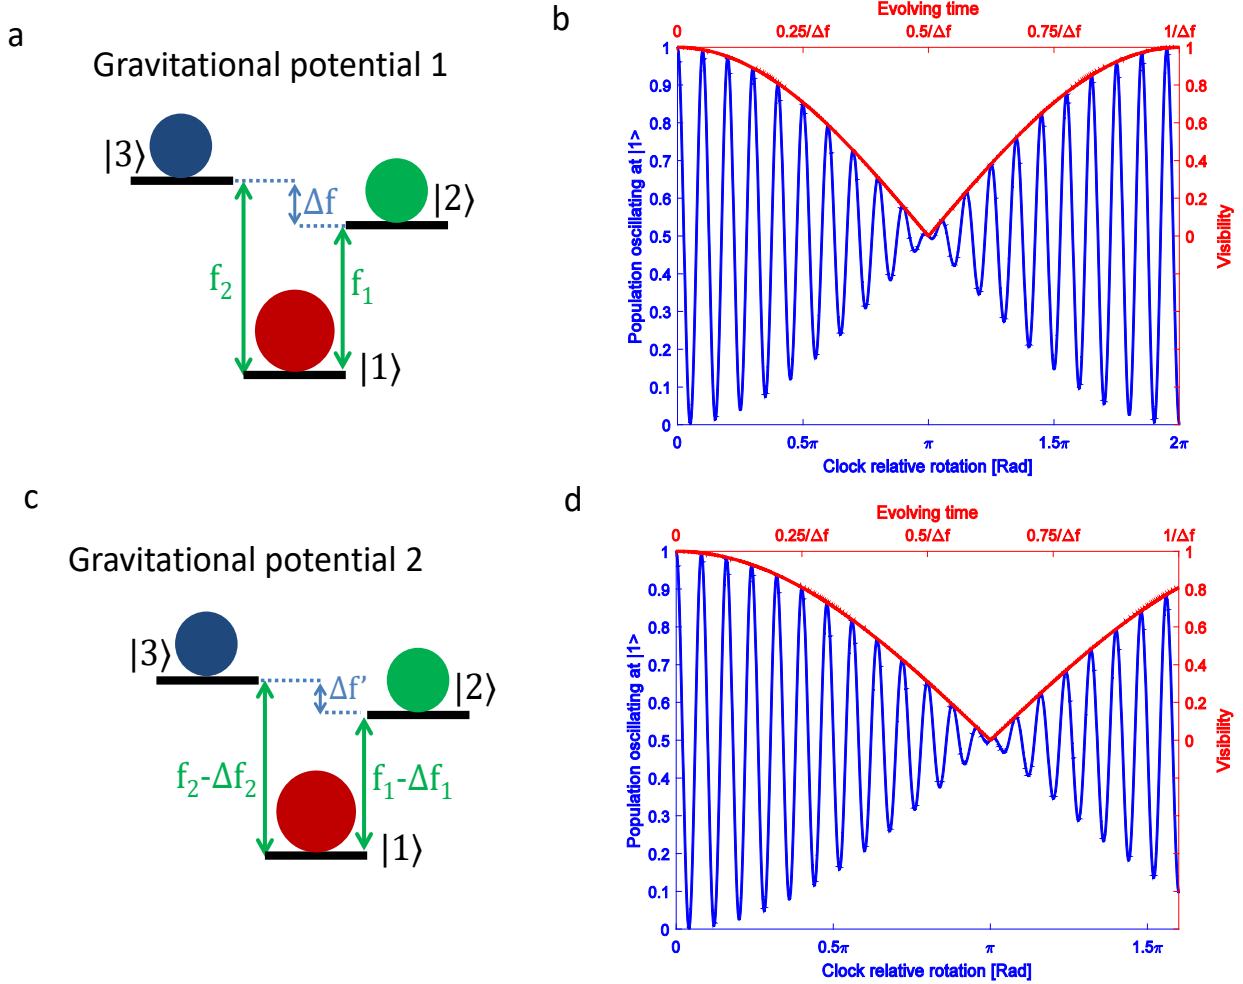 a
Gravitational potential 1
|3⟩
Δf
|2⟩
f2
f1
|1⟩
b
Evolving time
0 0.25/Δf 0.5/Δf 0.75/Δf 1/Δf
1
0.9
0.8
0.7
0.6
0.5
0.4
0.3
0.2
0.1
0
Population oscillating at |1>
1
0.8
0.6
0.4
0.2
0
Visibility
0 0.5π π 1.5π 2π
Clock relative rotation [Rad]
c
Gravitational potential 2
|3⟩
Δf'
|2⟩
f2-Δf2
f1-Δf1
|1⟩
d
Evolving time
0 0.25/Δf 0.5/Δf 0.75/Δf 1/Δf
1
0.9
0.8
0.7
0.6
0.5
0.4
0.3
0.2
0.1
0
Population oscillating at |1>
1
0.8
0.6
0.4
0.2
0
Visibility
0 0.5π π 1.5π
Clock relative rotation [Rad]